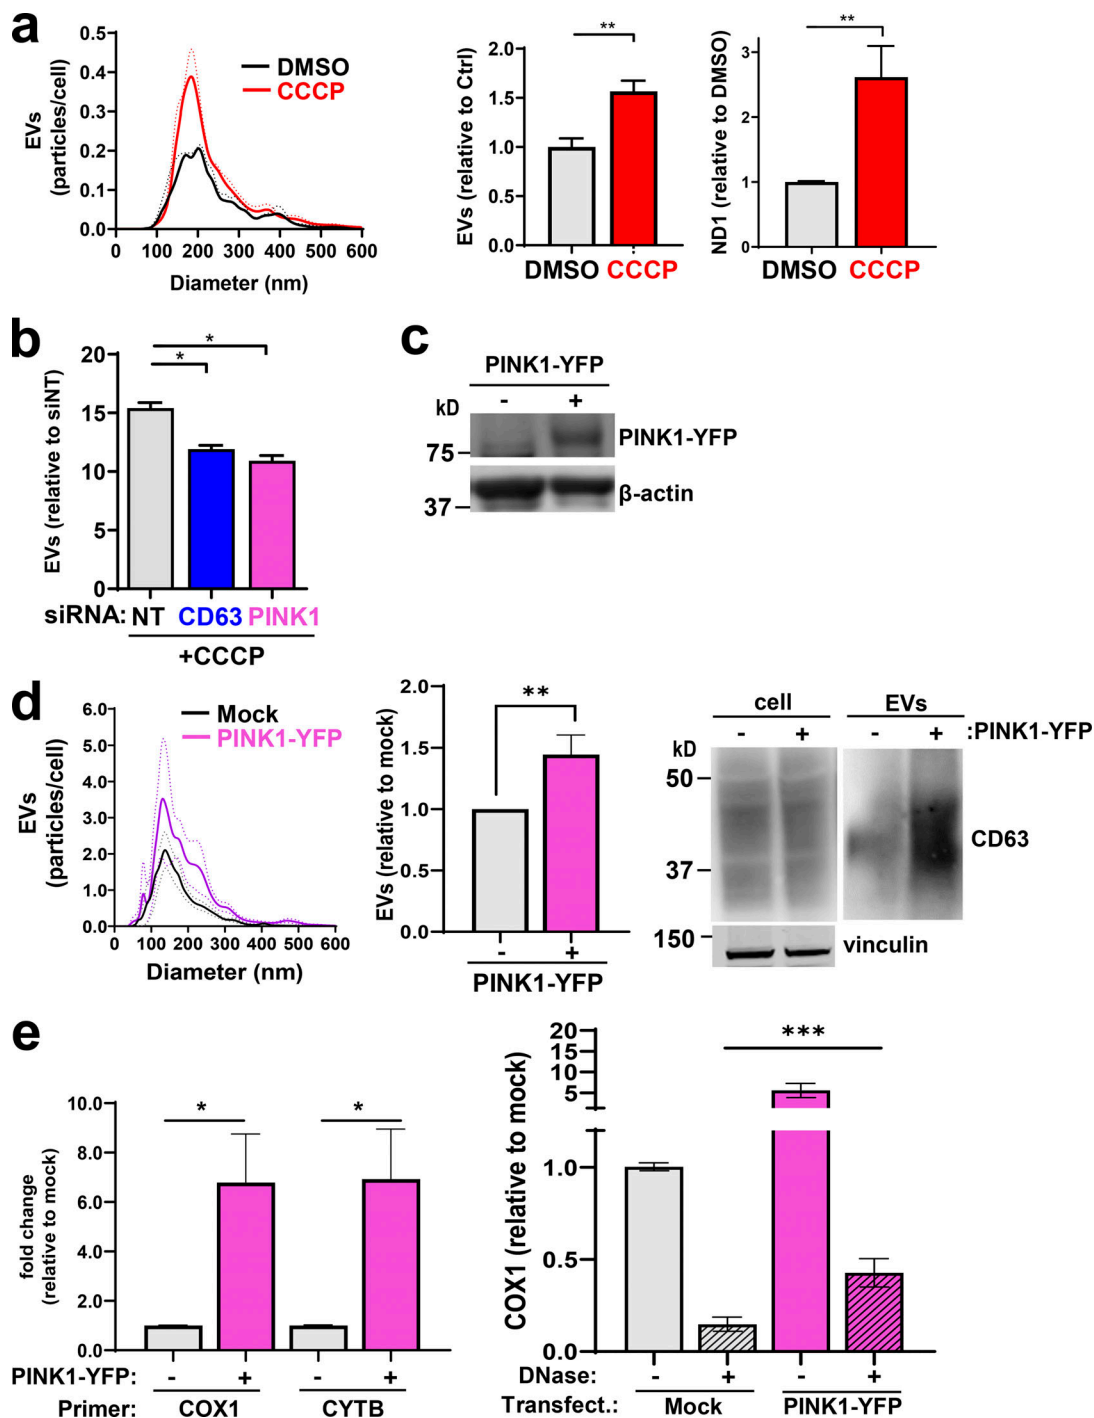 a
EVs
(particles/cell)
0.5
0.4
0.3
0.2
0.1
0.0
0 100 200 300 400 500 600
Diameter (nm)
DMSO
CCCP
EVs (relative to Ctrl)
2.0
1.5
1.0
0.5
0.0
**
DMSO CCCP
ND1 (relative to DMSO)
3
2
1
0
**
DMSO CCCP
b
EVs (relative to siNT)
20
15
10
5
0
*
*
siRNA: NT CD63 PINK1
+CCCP
c
PINK1-YFP
kD - +
PINK1-YFP
75
β-actin
37
d
EVs
(particles/cell)
6.0
5.0
4.0
3.0
2.0
1.0
0.0
0 100 200 300 400 500 600
Diameter (nm)
Mock
PINK1-YFP
EVs (relative to mock)
2.0
1.5
1.0
0.5
0.0
**
- +
PINK1-YFP
cell EVs
kD - + - + :PINK1-YFP
50
CD63
37
150
vinculin
e
fold change
(relative to mock)
10.0
8.0
6.0
4.0
2.0
0.0
* *
PINK1-YFP: - + - +
Primer: COX1 CYTB
COX1 (relative to mock)
20
15
10
5
1.0
0.5
0.0
***
DNase: - + - +
Transfect.: Mock PINK1-YFP